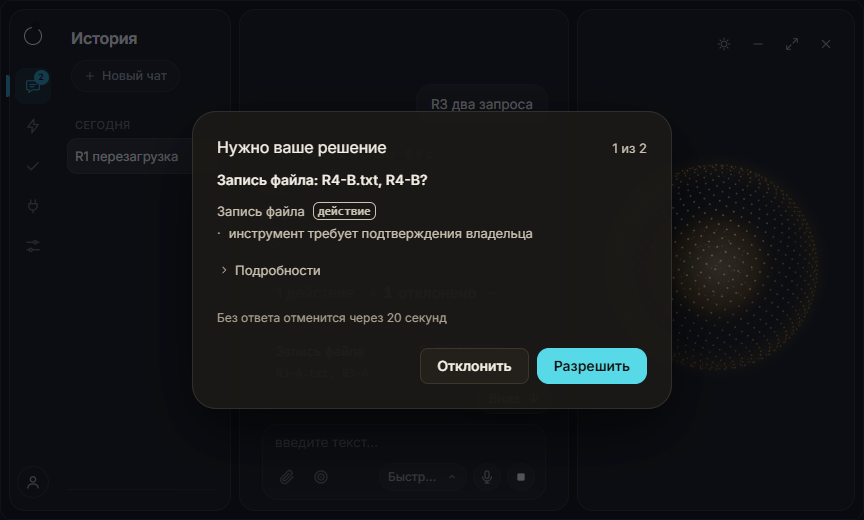 История
2
+ Новый чат
СЕГОДНЯ
R1 перезагрузка
R3 два запроса
Нужно ваше решение
1 из 2
Запись файла: R4-B.txt, R4-B?
Запись файла действие
· инструмент требует подтверждения владельца
Подробности
Без ответа отменится через 20 секунд
Отклонить
Разрешить
введите текст...
Быстр...